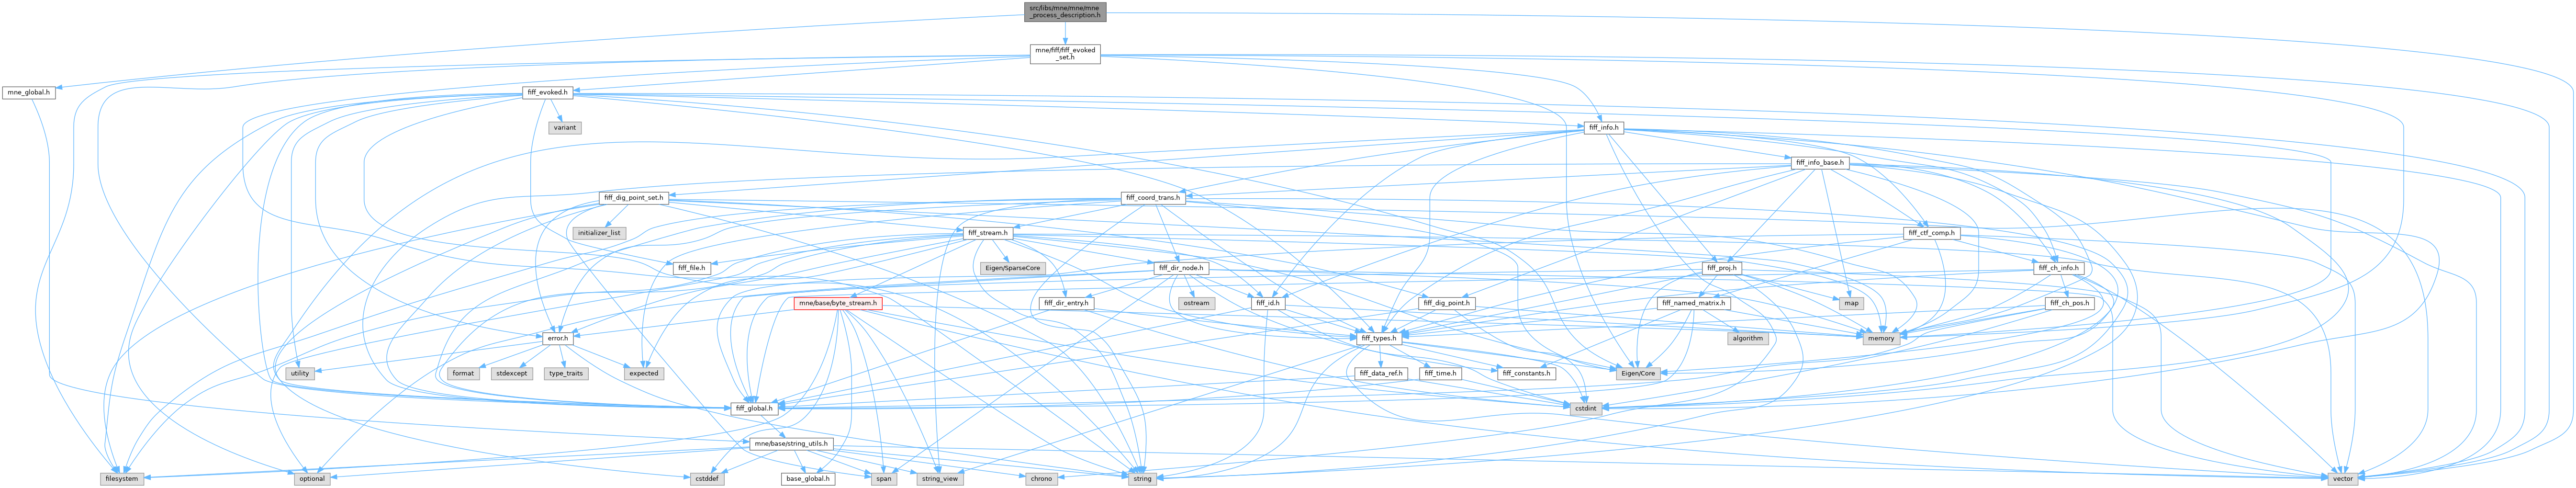 src/libs/mne/mne/mne
_process_description.h
mne/fiff/fiff_evoked
_set.h
mne_global.h
fiff_evoked.h
variant
fiff_info.h
fiff_info_base.h
fiff_dig_point_set.h
fiff_coord_trans.h
initializer_list
fiff_stream.h
fiff_ctf_comp.h
fiff_file.h
Eigen/SparseCore
fiff_dir_node.h
fiff_proj.h
fiff_ch_info.h
mne/base/byte_stream.h
fiff_dir_entry.h
ostream
fiff_id.h
fiff_dig_point.h
fiff_named_matrix.h
map
fiff_ch_pos.h
error.h
fiff_types.h
algorithm
memory
utility
format
stdexcept
type_traits
expected
fiff_data_ref.h
fiff_time.h
fiff_constants.h
Eigen/Core
fiff_global.h
cstdint
mne/base/string_utils.h
filesystem
optional
cstddef
base_global.h
span
string_view
chrono
string
vector